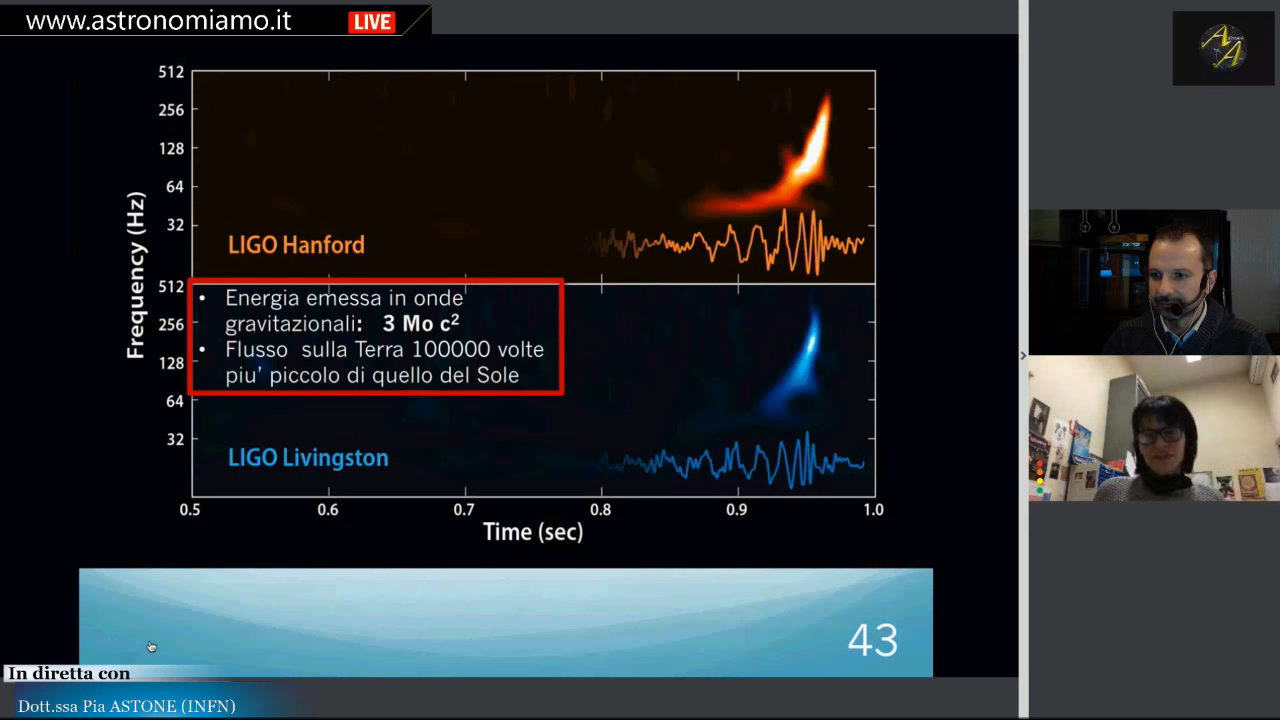 www.astronomiamo.it LIVE
512
256
128
64
32
LIGO Hanford
512
256
128
64
32
Frequency (Hz)
• Energia emessa in onde'
gravitazionali: 3 Mo c²
• Flusso sulla Terra 100000 volte
piu' piccolo di quello del Sole
LIGO Livingston
0.5 0.6 0.7 0.8 0.9 1.0
Time (sec)
43
In diretta con
Dott.ssa Pia ASTONE (INFN)
AA